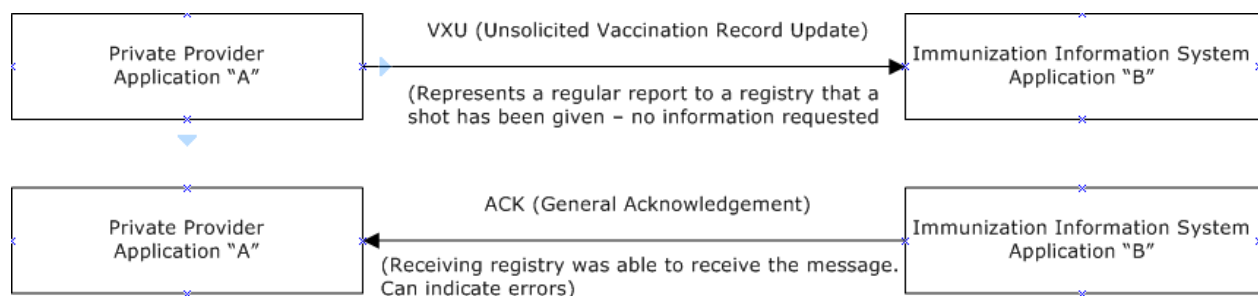 VXU (Unsolicited Vaccination Record Update)
Private Provider
Application “A”
Immunization Information System
Application “B”
(Represents a regular report to a registry that a
shot has been given – no information requested
ACK (General Acknowledgement)
Private Provider
Application “A”
Immunization Information System
Application “B”
(Receiving registry was able to receive the message.
Can indicate errors)